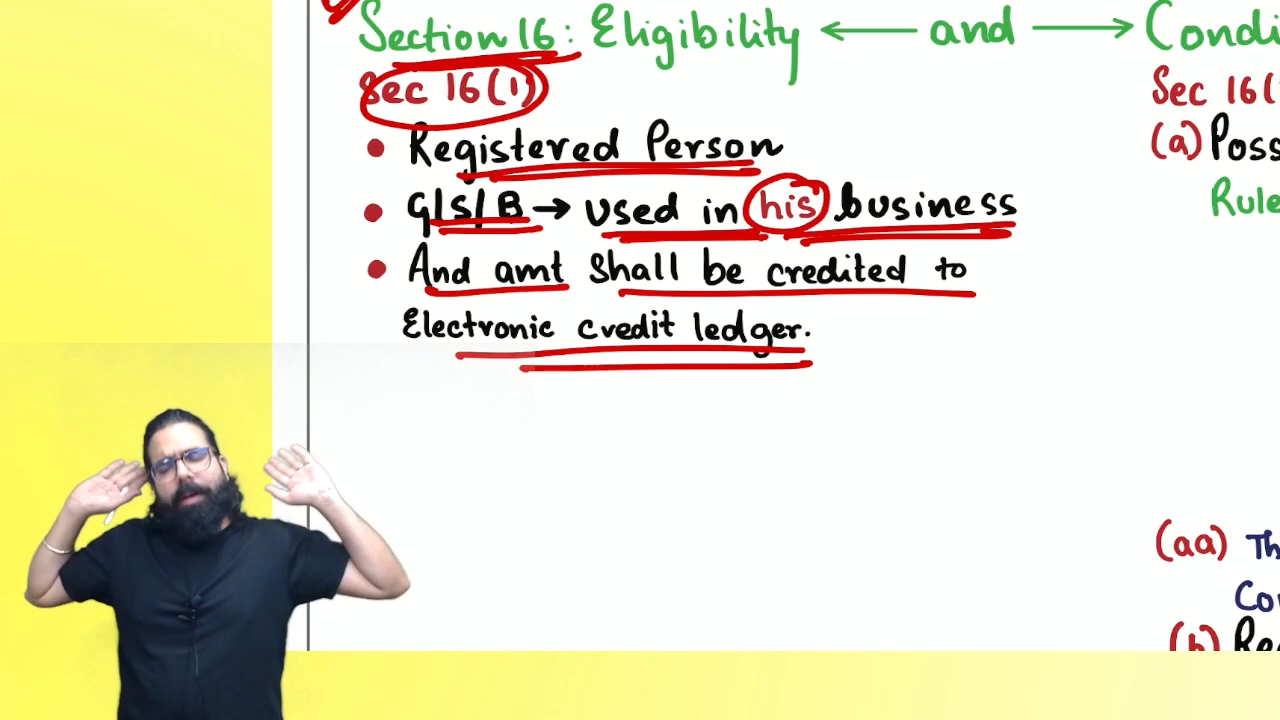 Section 16: Eligibility ← and → Condi
Sec 16(1)
• Registered Person
• G/S/B → used in his business
• And amt shall be credited to
Electronic credit ledger.
Sec 16(
(a) Poss
Rule
(aa) Th
Co
(b) Re